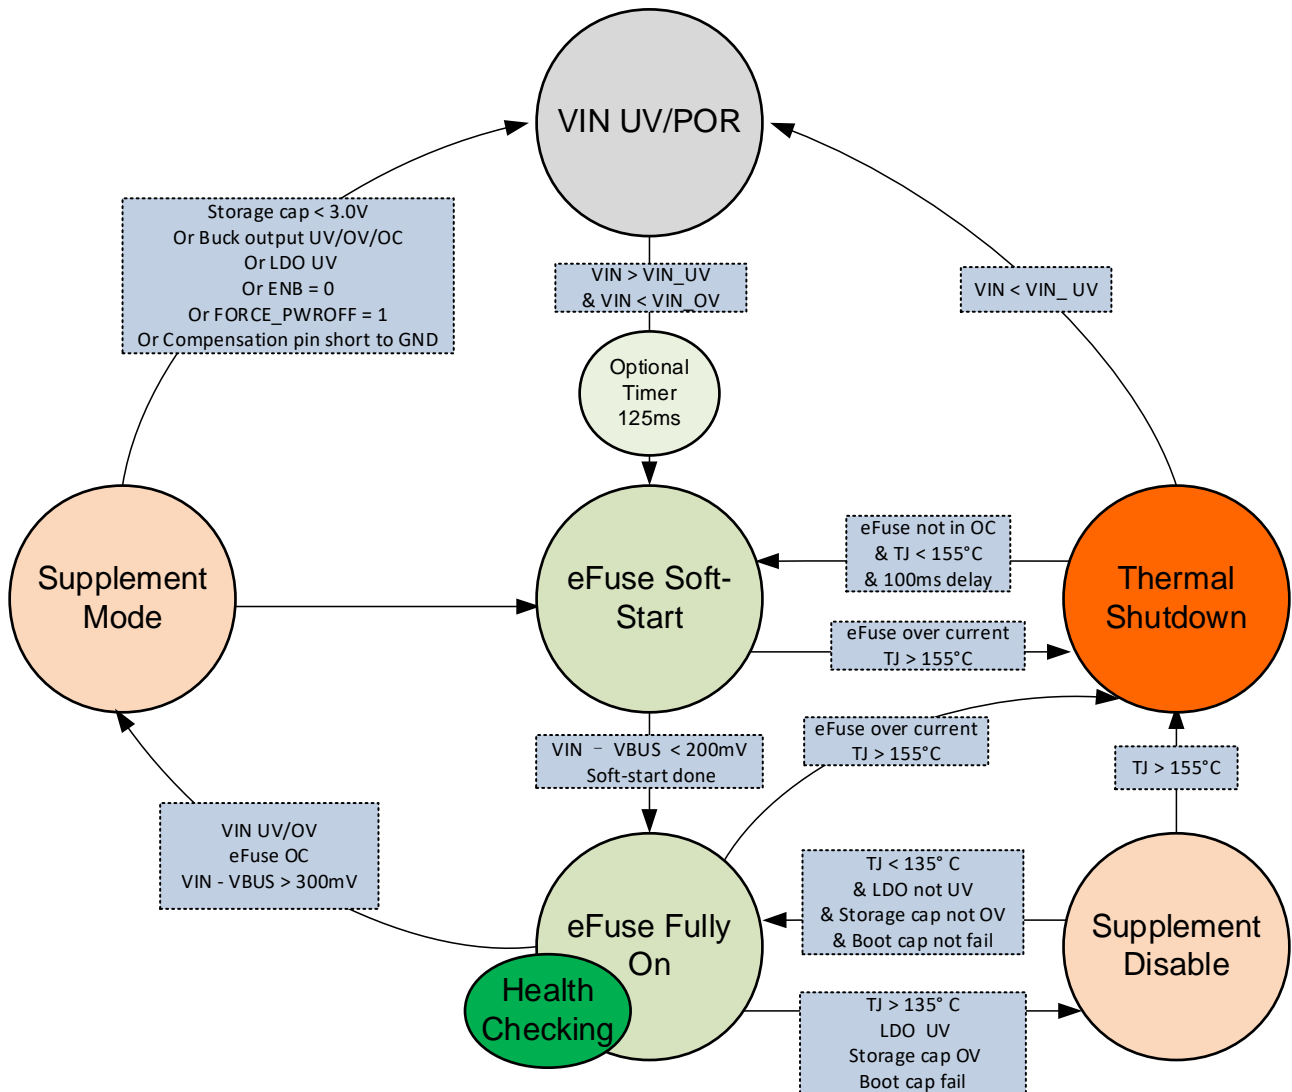 VIN UV/POR
Storage cap < 3.0V
Or Buck output UV/OV/OC
Or LDO UV
Or ENB = 0
Or FORCE_PWROFF = 1
Or Compensation pin short to GND
VIN > VIN_UV
& VIN < VIN_OV
VIN < VIN_ UV
Optional
Timer
125ms
Supplement
Mode
eFuse Soft-
Start
eFuse not in OC
& TJ < 155°C
& 100ms delay
eFuse over current
TJ > 155°C
Thermal
Shutdown
VIN – VBUS < 200mV
Soft-start done
eFuse over current
TJ > 155°C
TJ > 155°C
VIN UV/OV
eFuse OC
VIN - VBUS > 300mV
eFuse Fully
On
Health
Checking
TJ < 135° C
& LDO not UV
& Storage cap not OV
& Boot cap not fail
Supplement
Disable
TJ > 135° C
LDO UV
Storage cap OV
Boot cap fail